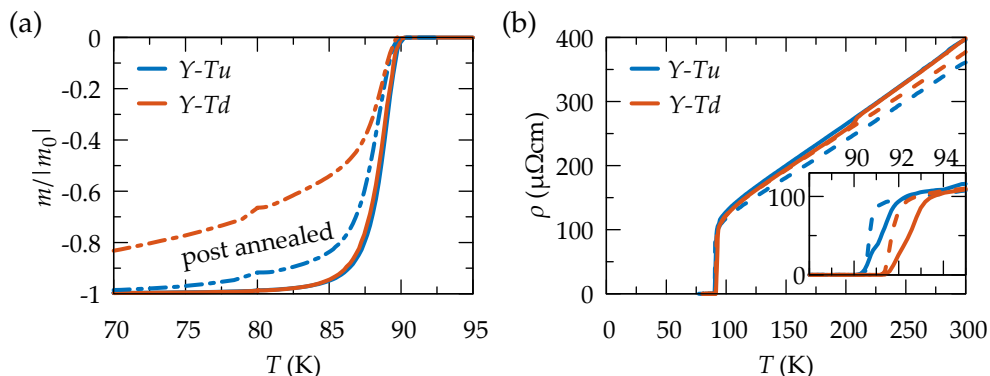 (a)
0
-0.2
-0.4
-0.6
-0.8
-1
m/|m₀|
Y-Tu
Y-Td
post annealed
70 75 80 85 90 95
T (K)
(b)
400
300
200
100
0
ρ (μΩcm)
Y-Tu
Y-Td
90 92 94
100
0
0 50 100 150 200 250 300
T (K)